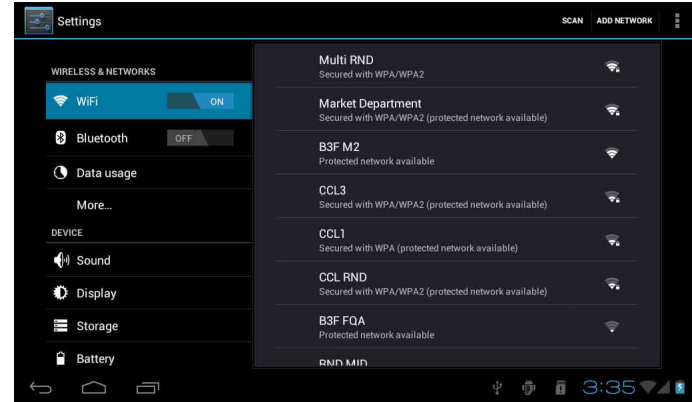 Settings
SCAN
ADD NETWORK
WIRELESS & NETWORKS
WiFi
ON
Bluetooth
OFF
Data usage
More...
DEVICE
Sound
Display
Storage
Battery
Multi RND
Secured with WPA/WPA2
Market Department
Secured with WPA/WPA2 (protected network available)
B3F M2
Protected network available
CCL3
Secured with WPA/WPA2 (protected network available)
CCL1
Secured with WPA (protected network available)
CCL RND
Secured with WPA/WPA2 (protected network available)
B3F FQA
Protected network available
RND MID
3:35